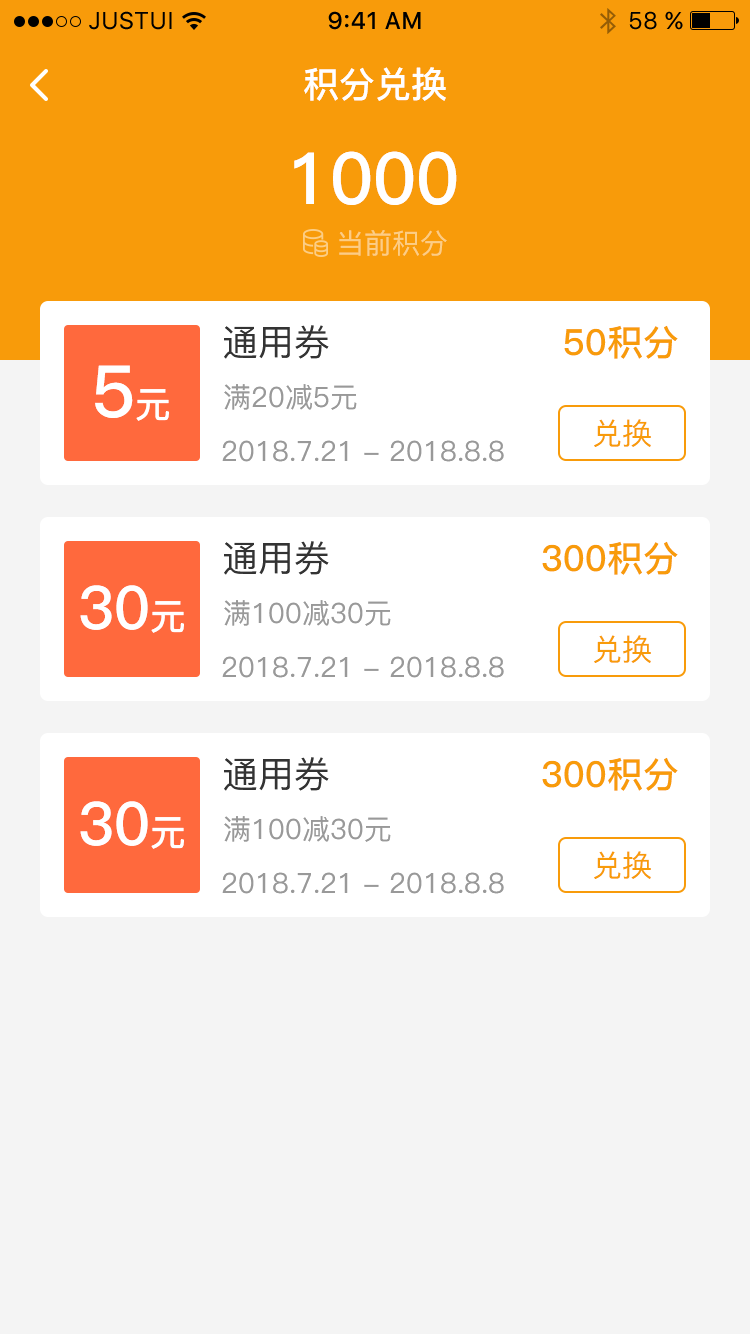 JUSTUI 9:41 AM 58 %
积分兑换
1000
当前积分
5元
通用券
50积分
满20减5元
兑换
2018.7.21 – 2018.8.8
30元
通用券
300积分
满100减30元
兑换
2018.7.21 – 2018.8.8
30元
通用券
300积分
满100减30元
兑换
2018.7.21 – 2018.8.8